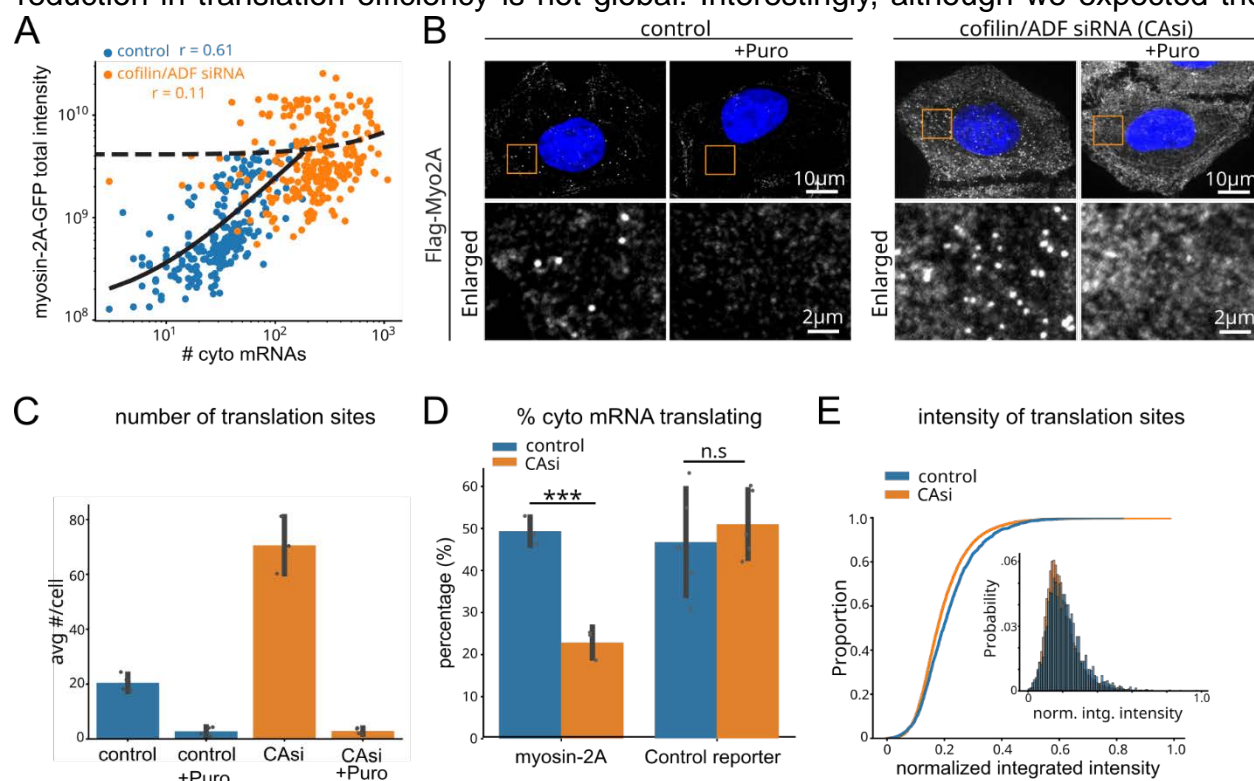 reduction in translation efficiency is not global. Interestingly, although we expected the
A
control r = 0.61
cofilin/ADF siRNA
r = 0.11
myosin-2A-GFP total intensity
10^10
10^9
10^8
10^1
10^2
10^3
# cyto mRNAs
B
control
+Puro
cofilin/ADF siRNA (CAsi)
+Puro
Flag-Myo2A
10µm
10µm
Enlarged
2µm
Enlarged
2µm
C
number of translation sites
avg #/cell
80
60
40
20
0
control
control
+Puro
CAsi
CAsi
+Puro
D
% cyto mRNA translating
control
CAsi
***
n.s
percentage (%)
60
50
40
30
20
10
0
myosin-2A
Control reporter
E
intensity of translation sites
control
CAsi
Proportion
1.0
0.8
0.6
0.6
0.2
0
0
0.2
0.4
0.6
0.8
1.0
normalized integrated intensity
Probability
.06
.03
0
0
1.0
norm. intg. intensity